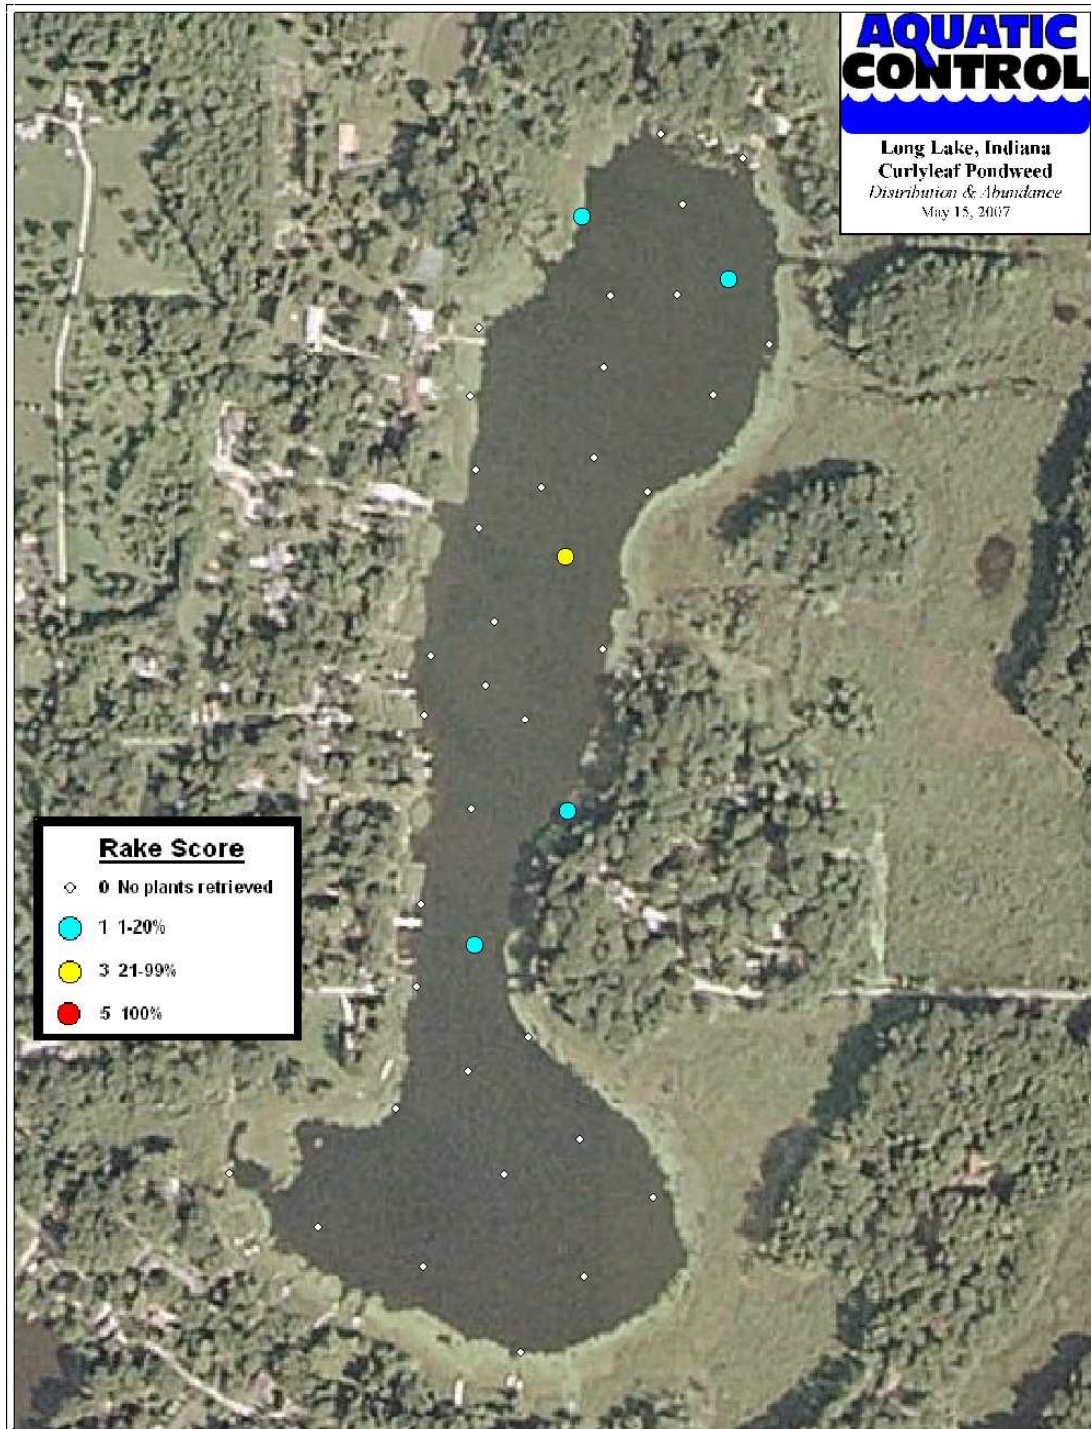 AQUATIC
CONTROL
Long Lake, Indiana
Curlyleaf Pondweed
Distribution & Abundance
May 15, 2007
Rake Score
0 No plants retrieved
1 1-20%
3 21-99%
5 100%